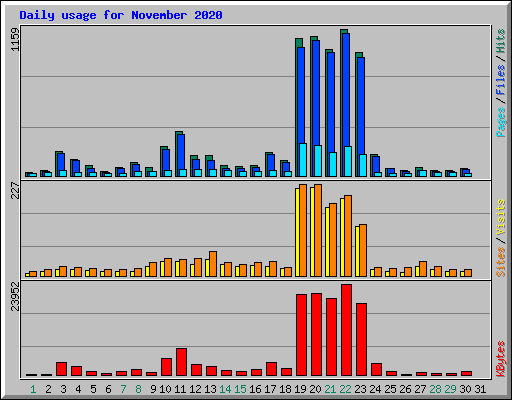 Daily usage for November 2020
1159
Pages / Files / Hits
227
Sites / Visits
23952
KBytes
1 2 3 4 5 6 7 8 9 10 11 12 13 14 15 16 17 18 19 20 21 22 23 24 25 26 27 28 29 30 31